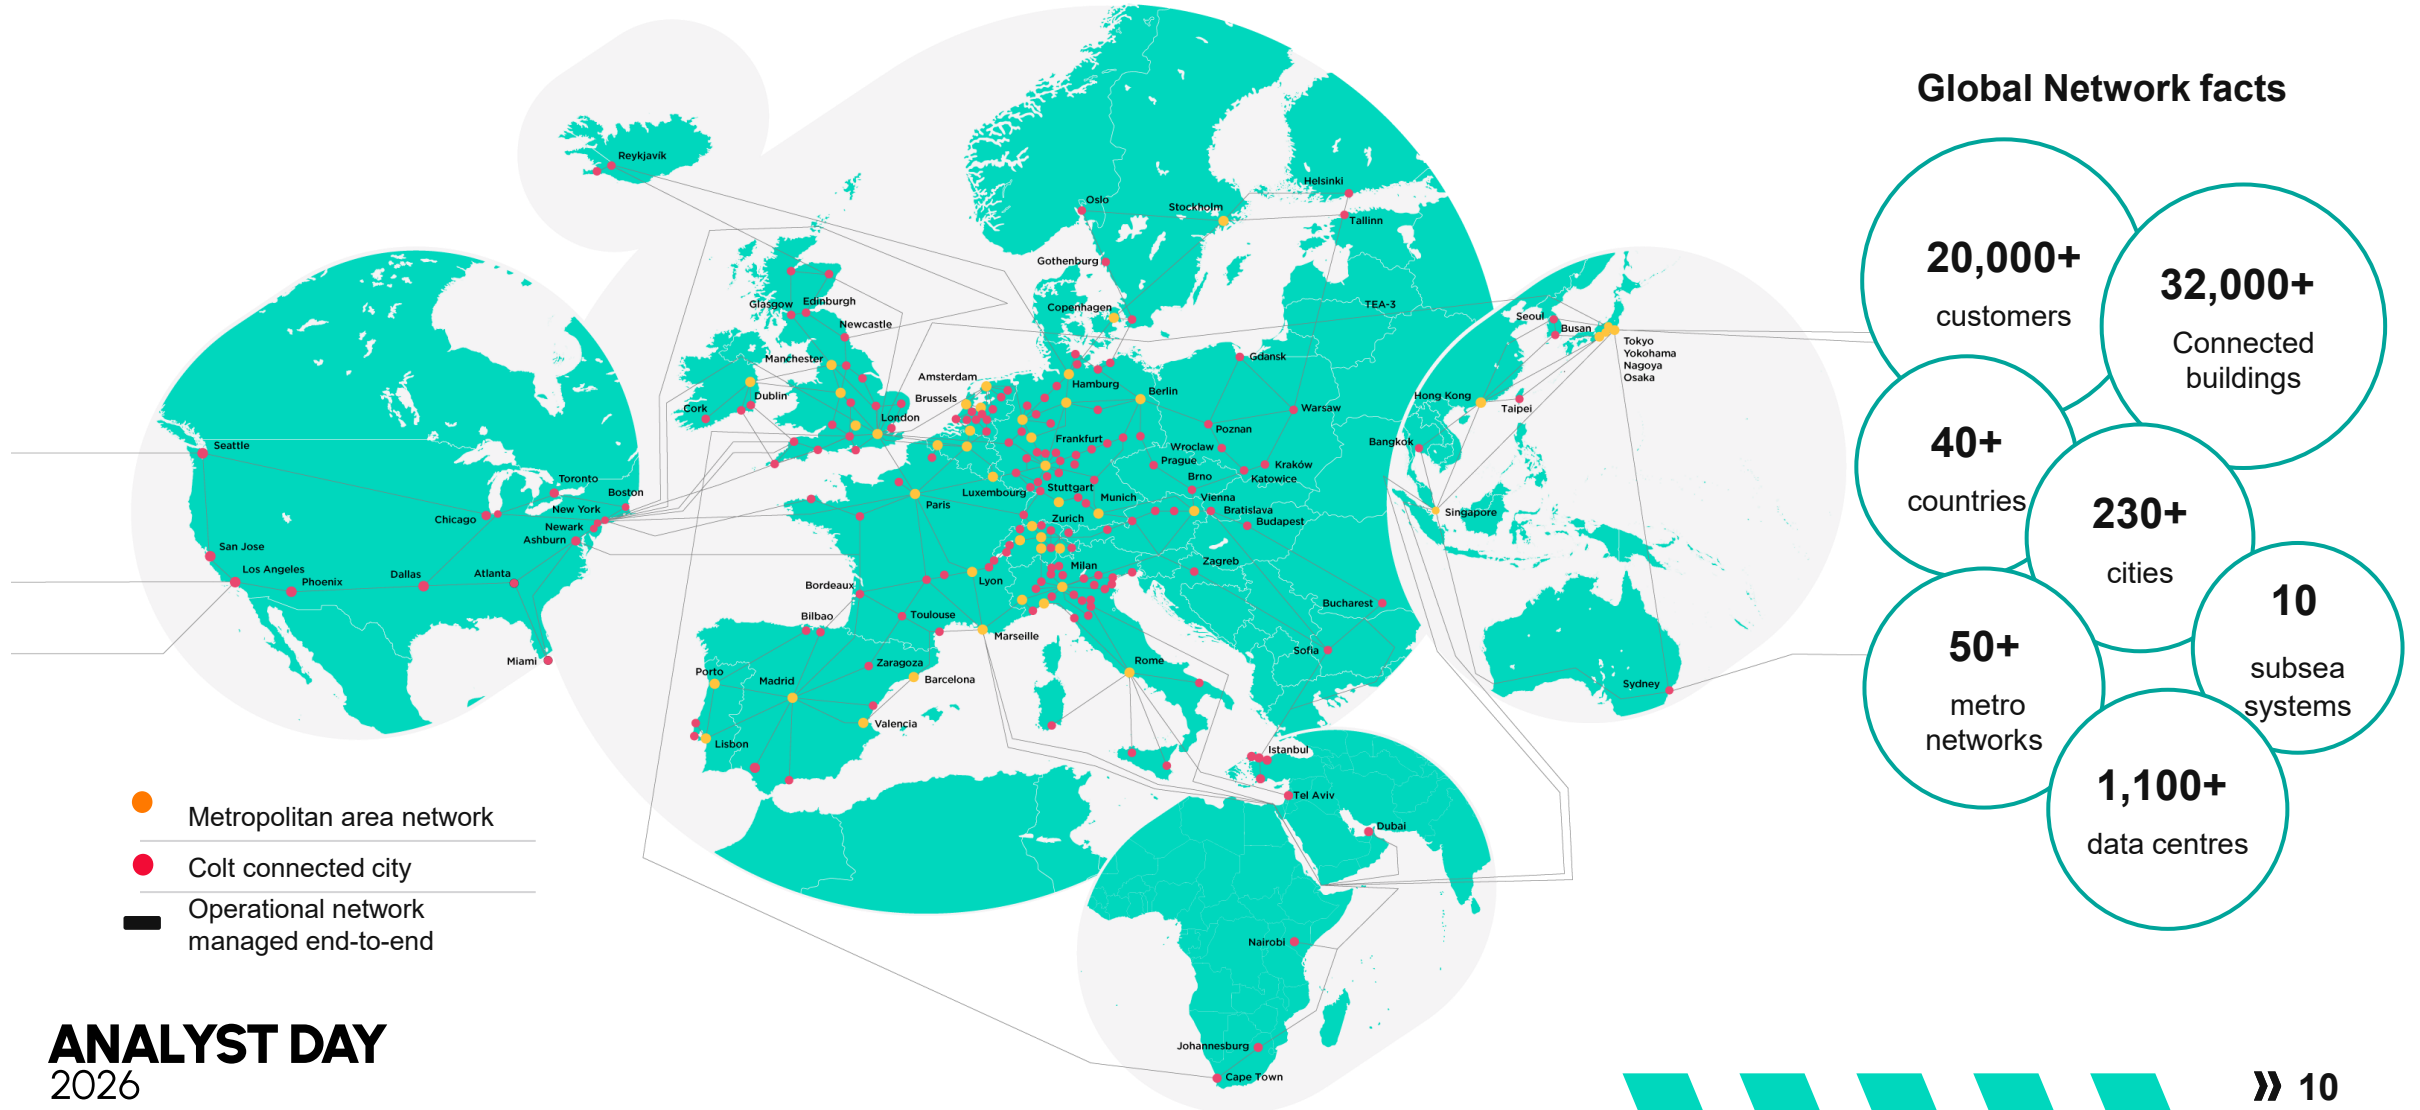 Global Network facts
20,000+
customers
32,000+
Connected
buildings
40+
countries
230+
cities
10
subsea
systems
50+
metro
networks
1,100+
data centres
Reykjavík
Oslo
Stockholm
Helsinki
Tallinn
Gothenburg
Copenhagen
TEA-3
Glasgow
Edinburgh
Newcastle
Manchester
Dublin
Cork
London
Amsterdam
Brussels
Hamburg
Berlin
Gdansk
Warsaw
Poznan
Wroclaw
Frankfurt
Prague
Kraków
Katowice
Brno
Luxembourg
Stuttgart
Munich
Vienna
Bratislava
Budapest
Paris
Zurich
Zagreb
Milan
Lyon
Bordeaux
Bilbao
Toulouse
Marseille
Bucharest
Sofia
Rome
Zaragoza
Barcelona
Porto
Madrid
Valencia
Lisbon
Istanbul
Tel Aviv
Dubai
Nairobi
Johannesburg
Cape Town
Seattle
Toronto
Boston
Chicago
New York
Newark
Ashburn
San Jose
Los Angeles
Phoenix
Dallas
Atlanta
Miami
Seoul
Busan
Tokyo
Yokohama
Nagoya
Osaka
Hong Kong
Taipei
Bangkok
Singapore
Sydney
Metropolitan area network
Colt connected city
Operational network
managed end-to-end
ANALYST DAY
2026
10